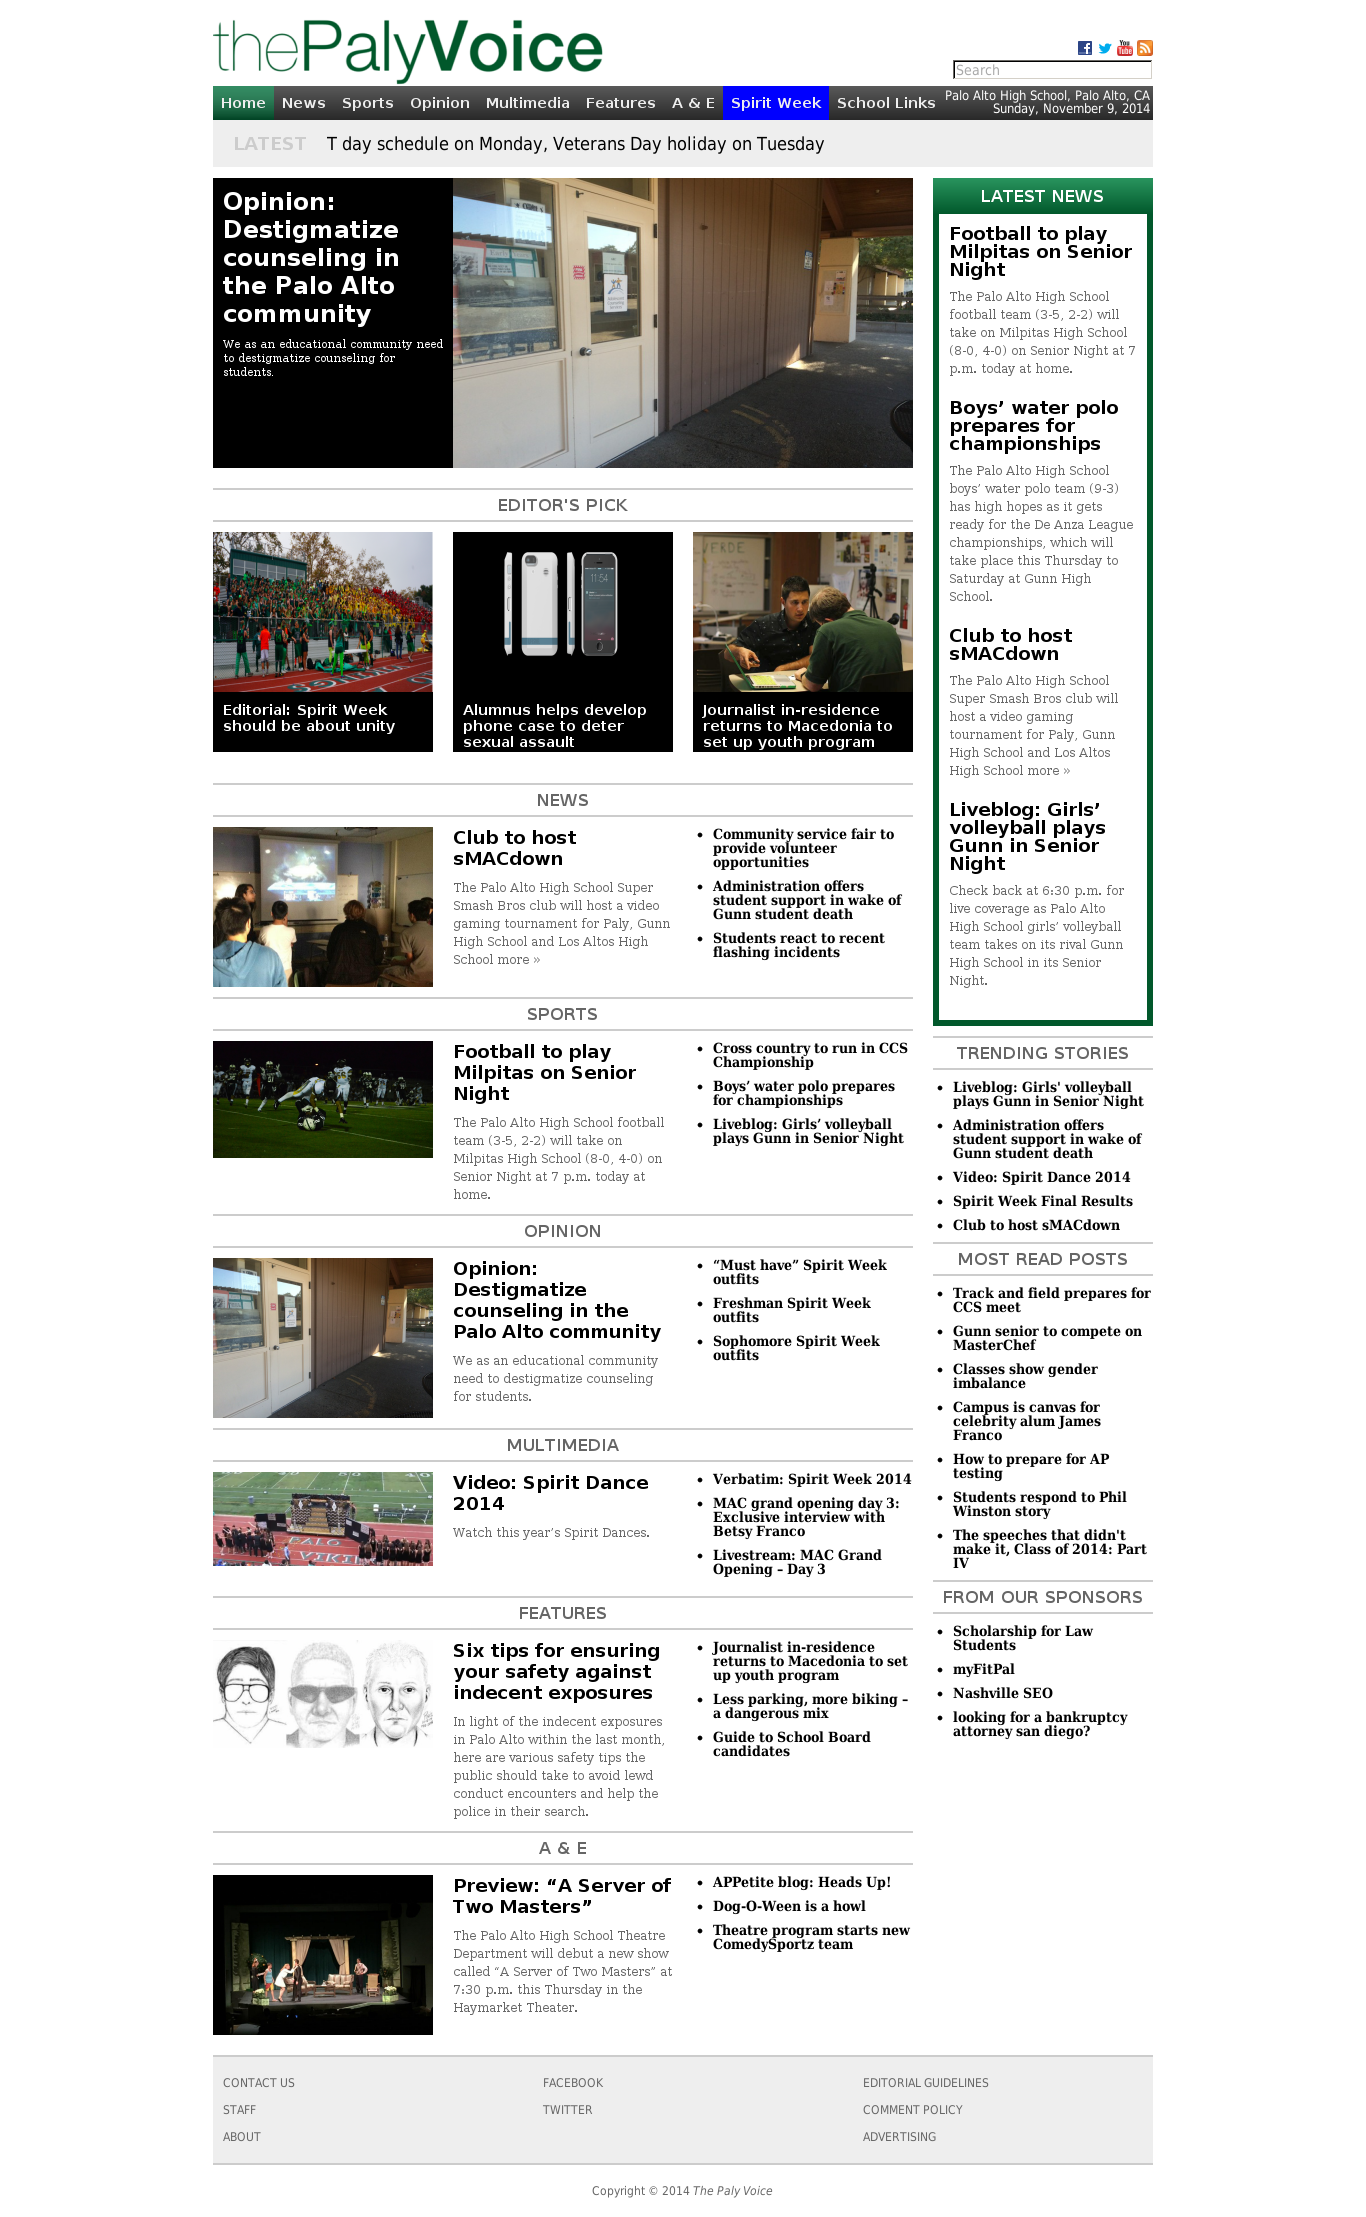 thePalyVoice
Search
Home News Sports Opinion Multimedia Features A & E Spirit Week School Links
Palo Alto High School, Palo Alto, CA
Sunday, November 9, 2014
LATEST T day schedule on Monday, Veterans Day holiday on Tuesday
Opinion:
Destigmatize
counseling in
the Palo Alto
community
We as an educational community need
to destigmatize counseling for
students.
EDITOR'S PICK
VERDE
11:54
Editorial: Spirit Week
should be about unity
Alumnus helps develop
phone case to deter
sexual assault
Journalist in-residence
returns to Macedonia to
set up youth program
NEWS
Club to host
sMACdown
The Palo Alto High School Super
Smash Bros club will host a video
gaming tournament for Paly, Gunn
High School and Los Altos High
School more »
• Community service fair to
provide volunteer
opportunities
• Administration offers
student support in wake of
Gunn student death
• Students react to recent
flashing incidents
SPORTS
Football to play
Milpitas on Senior
Night
The Palo Alto High School football
team (3-5, 2-2) will take on
Milpitas High School (8-0, 4-0) on
Senior Night at 7 p.m. today at
home.
• Cross country to run in CCS
Championship
• Boys’ water polo prepares
for championships
• Liveblog: Girls’ volleyball
plays Gunn in Senior Night
OPINION
Opinion:
Destigmatize
counseling in the
Palo Alto community
We as an educational community
need to destigmatize counseling
for students.
• “Must have” Spirit Week
outfits
• Freshman Spirit Week
outfits
• Sophomore Spirit Week
outfits
MULTIMEDIA
PALO
VIKI
Video: Spirit Dance
2014
Watch this year’s Spirit Dances.
• Verbatim: Spirit Week 2014
• MAC grand opening day 3:
Exclusive interview with
Betsy Franco
• Livestream: MAC Grand
Opening – Day 3
FEATURES
Six tips for ensuring
your safety against
indecent exposures
In light of the indecent exposures
in Palo Alto within the last month,
here are various safety tips the
public should take to avoid lewd
conduct encounters and help the
police in their search.
• Journalist in-residence
returns to Macedonia to set
up youth program
• Less parking, more biking –
a dangerous mix
• Guide to School Board
candidates
A & E
Preview: “A Server of
Two Masters”
The Palo Alto High School Theatre
Department will debut a new show
called “A Server of Two Masters” at
7:30 p.m. this Thursday in the
Haymarket Theater.
• APPetite blog: Heads Up!
• Dog-O-Ween is a howl
• Theatre program starts new
ComedySportz team
LATEST NEWS
Football to play
Milpitas on Senior
Night
The Palo Alto High School
football team (3-5, 2-2) will
take on Milpitas High School
(8-0, 4-0) on Senior Night at 7
p.m. today at home.
Boys’ water polo
prepares for
championships
The Palo Alto High School
boys’ water polo team (9-3)
has high hopes as it gets
ready for the De Anza League
championships, which will
take place this Thursday to
Saturday at Gunn High
School.
Club to host
sMACdown
The Palo Alto High School
Super Smash Bros club will
host a video gaming
tournament for Paly, Gunn
High School and Los Altos
High School more »
Liveblog: Girls’
volleyball plays
Gunn in Senior
Night
Check back at 6:30 p.m. for
live coverage as Palo Alto
High School girls’ volleyball
team takes on its rival Gunn
High School in its Senior
Night.
TRENDING STORIES
• Liveblog: Girls' volleyball
plays Gunn in Senior Night
• Administration offers
student support in wake of
Gunn student death
• Video: Spirit Dance 2014
• Spirit Week Final Results
• Club to host sMACdown
MOST READ POSTS
• Track and field prepares for
CCS meet
• Gunn senior to compete on
MasterChef
• Classes show gender
imbalance
• Campus is canvas for
celebrity alum James
Franco
• How to prepare for AP
testing
• Students respond to Phil
Winston story
• The speeches that didn't
make it, Class of 2014: Part
IV
FROM OUR SPONSORS
• Scholarship for Law
Students
• myFitPal
• Nashville SEO
• looking for a bankruptcy
attorney san diego?
CONTACT US
STAFF
ABOUT
FACEBOOK
TWITTER
EDITORIAL GUIDELINES
COMMENT POLICY
ADVERTISING
Copyright © 2014 The Paly Voice